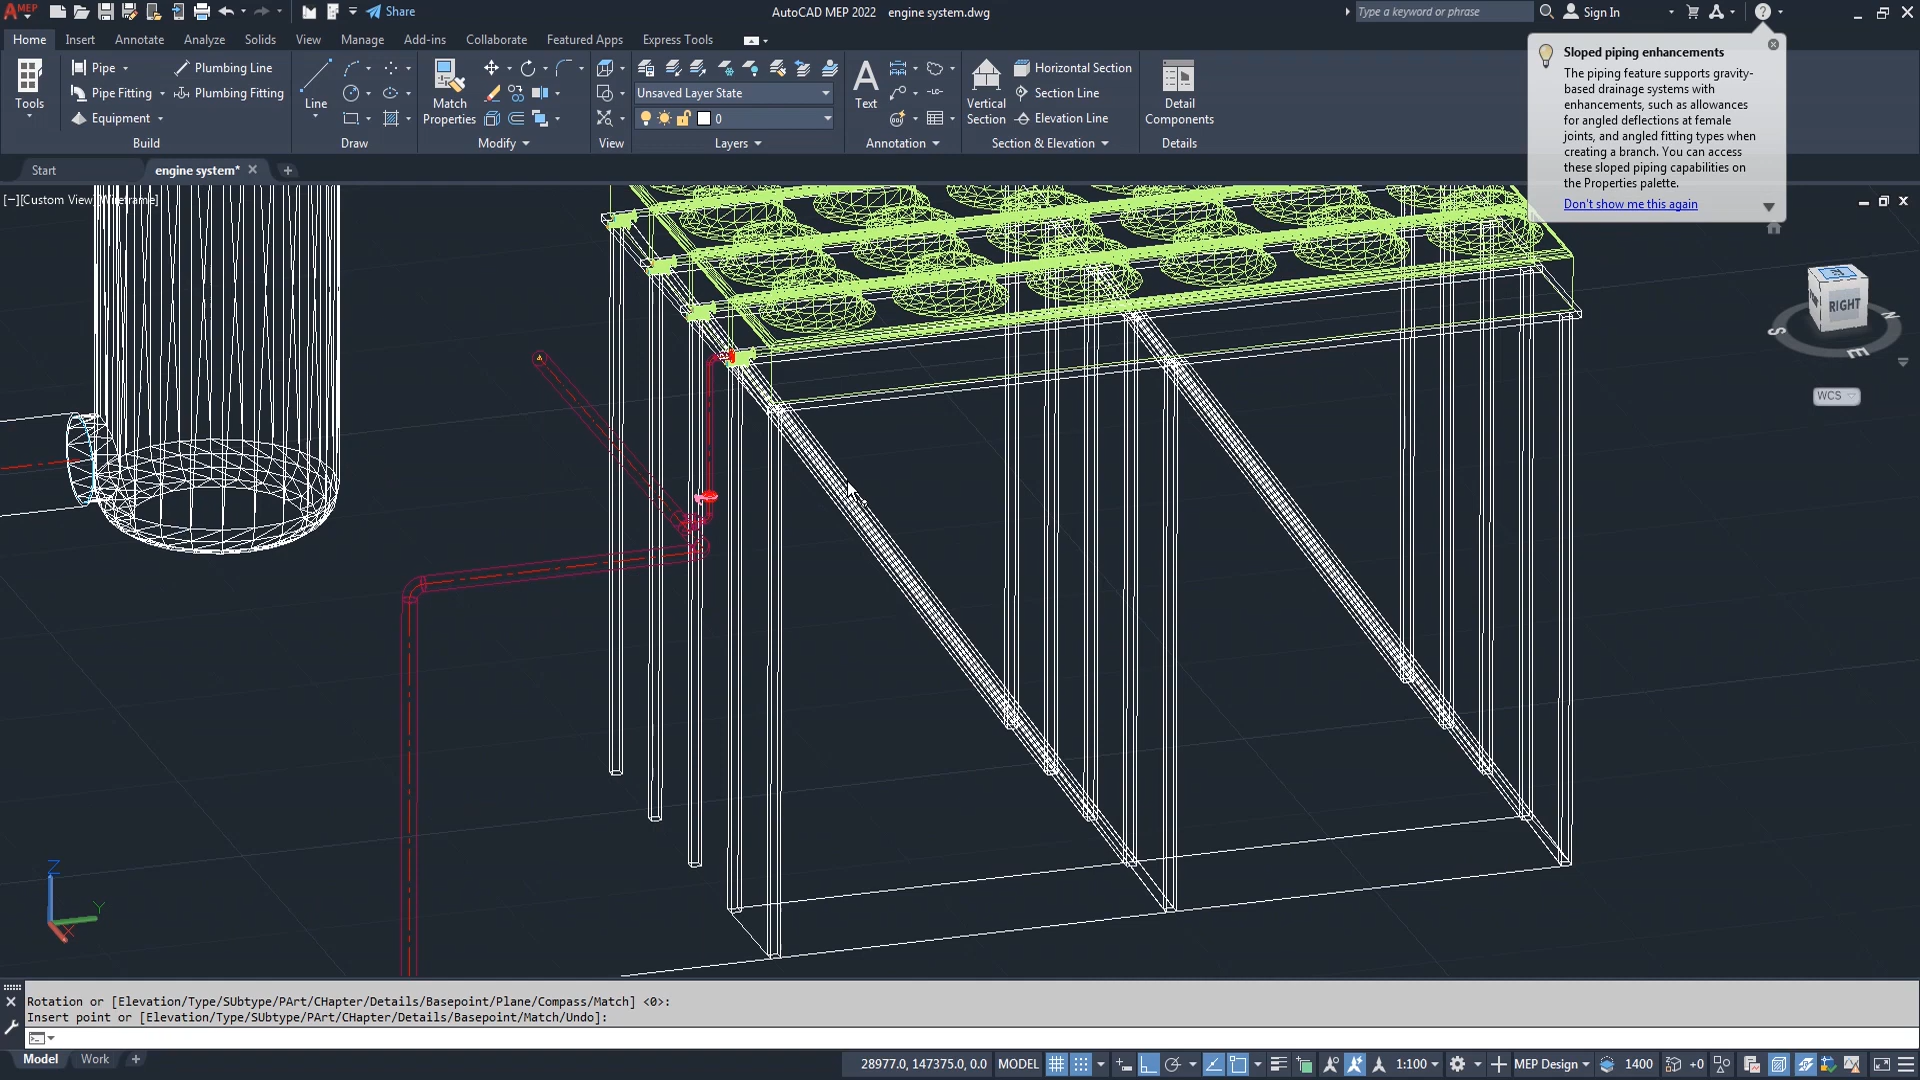 AMEP
Share
AutoCAD MEP 2022 engine system.dwg
Type a keyword or phrase
Sign In
Home Insert Annotate Analyze Solids View Manage Add-ins Collaborate Featured Apps Express Tools
Tools
Pipe
Plumbing Line
Pipe Fitting
Plumbing Fitting
Equipment
Build
Line
Draw
Match
Properties
Modify
View
Unsaved Layer State
0
Layers
Text
Annotation
Vertical
Section
Horizontal Section
Section Line
Elevation Line
Section & Elevation
Detail
Components
Details
Sloped piping enhancements
The piping feature supports gravity-
based drainage systems with
enhancements, such as allowances
for angled deflections at female
joints, and angled fitting types when
creating a branch. You can access
these sloped piping capabilities on
the Properties palette.
Don't show me this again
Start
engine system*
[−][Custom View][Wireframe]
RIGHT
S
N
E
WCS
Z
Y
X
Rotation or [Elevation/Type/SUbtype/PArt/CHapter/Details/Basepoint/Plane/Compass/Match] <0>:
Insert point or [Elevation/Type/SUbtype/PArt/CHapter/Details/Basepoint/Match/Undo]:
Model Work
28977.0, 147375.0, 0.0 MODEL
1:100
MEP Design
1400
+0